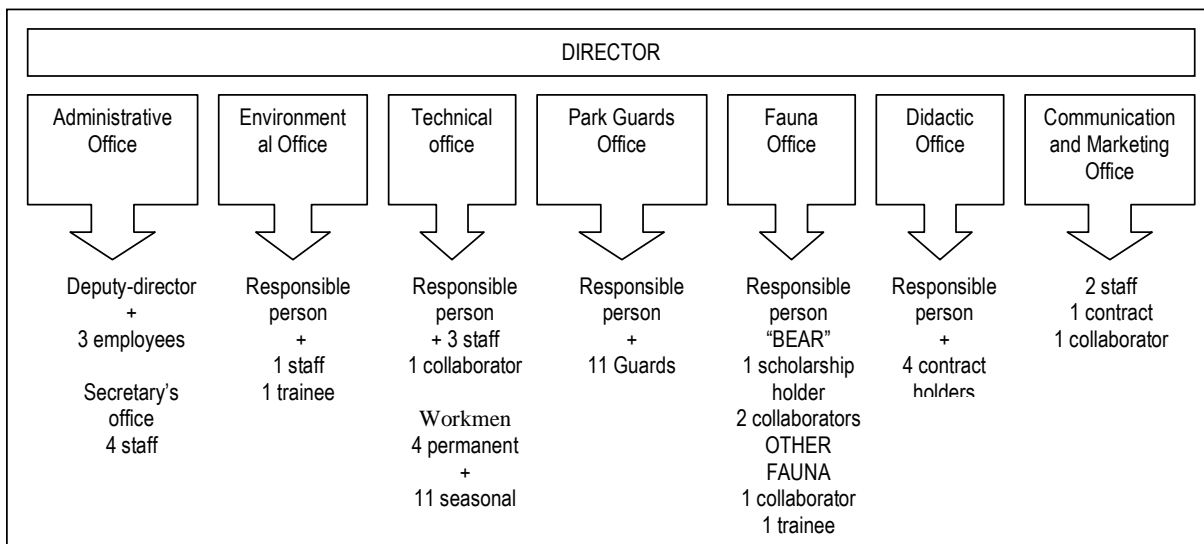 DIRECTOR
Administrative
Office
Environment
al Office
Technical
office
Park Guards
Office
Fauna
Office
Didactic
Office
Communication
and Marketing
Office
Deputy-director
+
3 employees
Secretary’s
office
4 staff
Responsible
person
+
1 staff
1 trainee
Responsible
person
+ 3 staff
1 collaborator
Workmen
4 permanent
+
11 seasonal
Responsible
person
+
11 Guards
Responsible
person
“BEAR”
1 scholarship
holder
2 collaborators
OTHER
FAUNA
1 collaborator
1 trainee
Responsible
person
+
4 contract
holders
2 staff
1 contract
1 collaborator